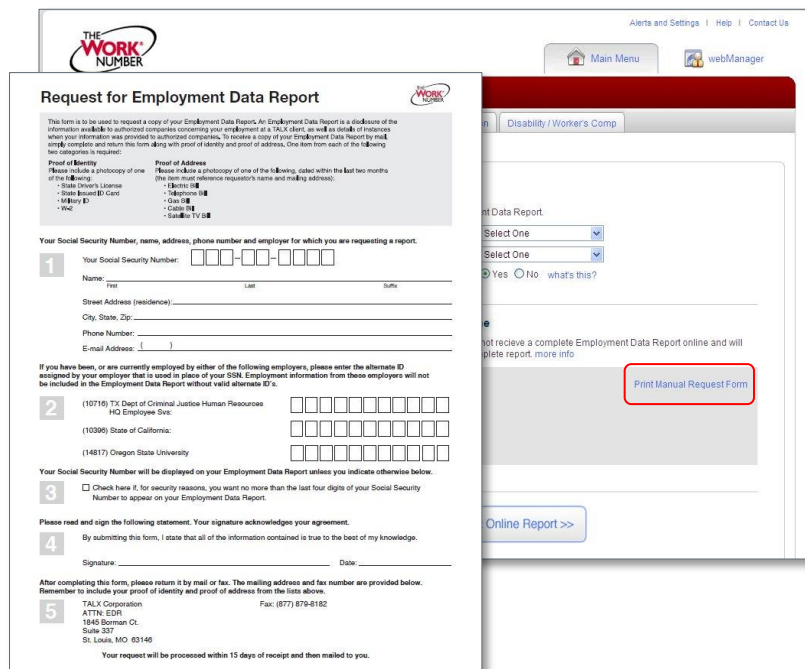 Alerts and Settings | Help | Contact Us
THE
WORK
NUMBER
Main Menu
webManager
Disability / Worker's Comp
nt Data Report.
Select One
Select One
Yes No what's this?
e
not recieve a complete Employment Data Report online and will
plete report. more info
Print Manual Request Form
Online Report >>
Request for Employment Data Report
THE
WORK
NUMBER
This form is to be used to request a copy of your Employment Data Report. An Employment Data Report is a disclosure of the
information available to authorized companies concerning your employment at a TALX client, as well as details of instances
when your information was provided to authorized companies. To receive a copy of your Employment Data Report by mail,
simply complete and return this form along with proof of identity and proof of address. One item from each of the following
two categories is required:
Proof of Identity
Please include a photocopy of one
of the following:
• State Driver's License
• State Issued ID Card
• Military ID
• W-2
Proof of Address
Please include a photocopy of one of the following, dated within the last two months
(the item must reference requestor's name and mailing address):
• Electric Bill
• Telephone Bill
• Gas Bill
• Cable Bill
• Satellite TV Bill
Your Social Security Number, name, address, phone number and employer for which you are requesting a report.
1
Your Social Security Number:
Name:
First Last Suffix
Street Address (residence):
City, State, Zip:
Phone Number:
E-mail Address: ( )
If you have been, or are currently employed by either of the following employers, please enter the alternate ID
assigned by your employer that is used in place of your SSN. Employment information from these employers will not
be included in the Employment Data Report without valid alternate ID's.
2
(10716) TX Dept of Criminal Justice Human Resources
HQ Employee Svs:
(10396) State of California:
(14817) Oregon State University
Your Social Security Number will be displayed on your Employment Data Report unless you indicate otherwise below.
3
Check here if, for security reasons, you want no more than the last four digits of your Social Security
Number to appear on your Employment Data Report.
Please read and sign the following statement. Your signature acknowledges your agreement.
4
By submitting this form, I state that all of the information contained is true to the best of my knowledge.
Signature: Date:
After completing this form, please return it by mail or fax. The mailing address and fax number are provided below.
Remember to include your proof of identity and proof of address from the lists above.
5
TALX Corporation Fax: (877) 879-8182
ATTN: EDR
1845 Borman Ct.
Suite 337
St. Louis, MO 63146
Your request will be processed within 15 days of receipt and then mailed to you.